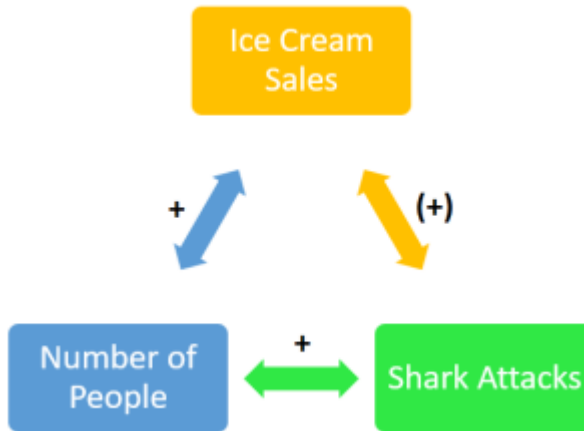 Ice Cream
Sales
+
(+)
+
Number of
People
Shark Attacks